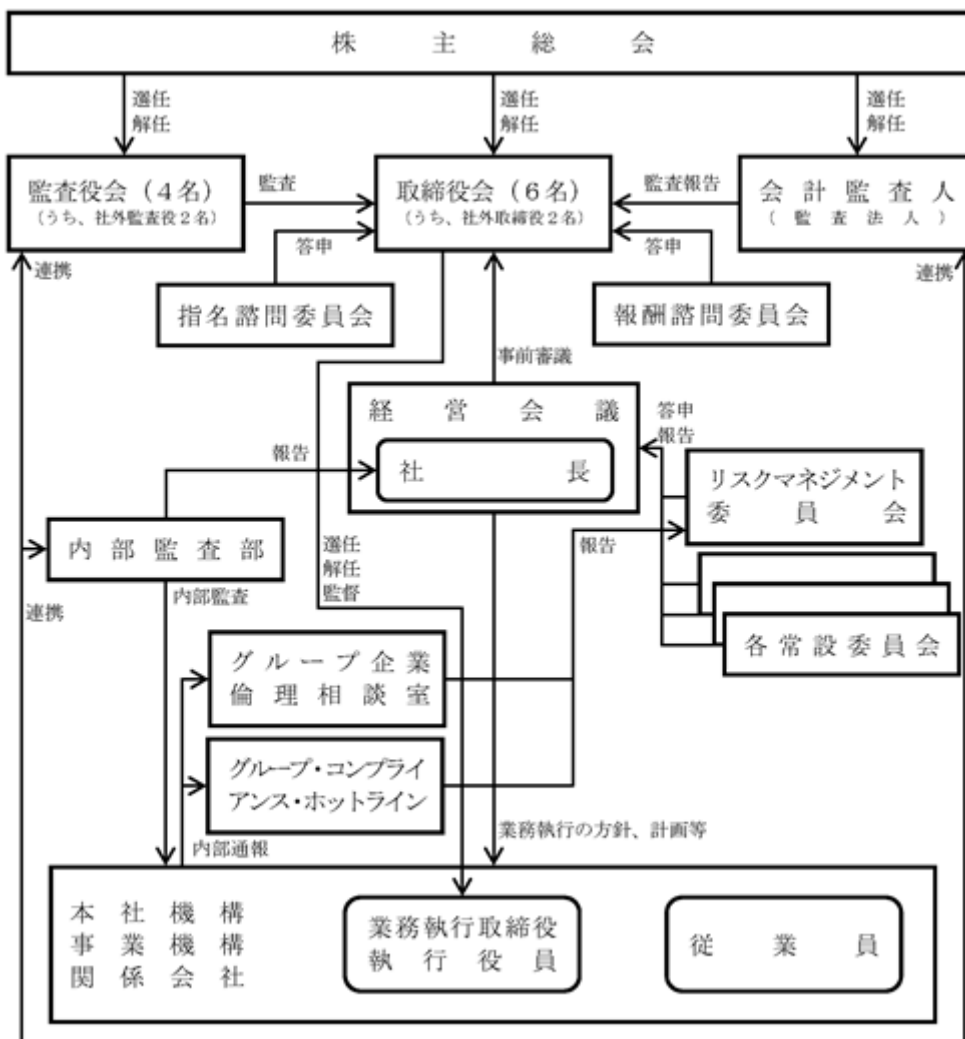 株主総会
選任
解任
選任
解任
選任
解任
監査役会（4名）
（うち、社外監査役2名）
監査
取締役会（6名）
（うち、社外取締役2名）
監査報告
会計監査人
（監査法人）
連携
答申
答申
連携
指名諮問委員会
報酬諮問委員会
事前審議
経営会議
答申
報告
社長
報告
リスクマネジメント
委員会
内部監査部
選任
解任
監督
報告
内部監査
連携
各常設委員会
グループ企業
倫理相談室
グループ・コンプライ
アンス・ホットライン
内部通報
業務執行の方針、計画等
本社機構
事業機構
関係会社
業務執行取締役
執行役員
従業員